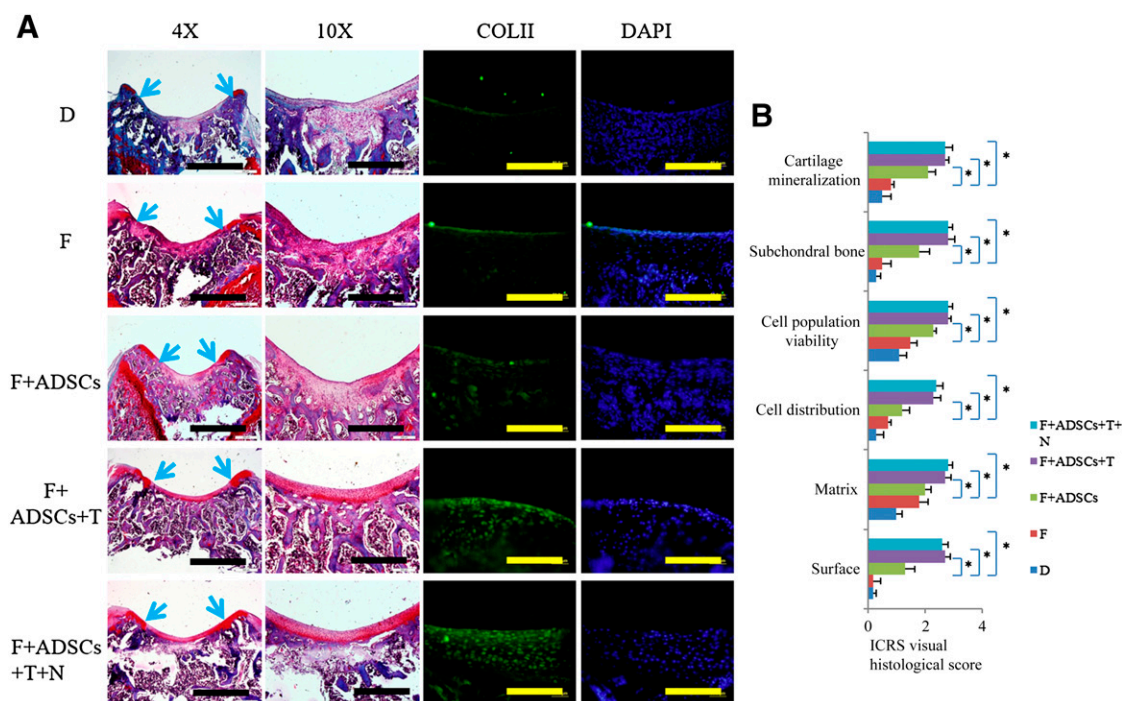 A
4X
10X
COLII
DAPI
D
F
F+ADSCs
F+
ADSCs+T
F+ADSCs
+T+N
B
Cartilage
mineralization
Subchondral bone
Cell population
viability
Cell distribution
Matrix
Surface
* * *
* * *
* * *
* * *
* * *
* * *
0
2
4
ICRS visual
histological score
F+ADSCs+T+
N
F+ADSCs+T
F+ADSCs
F
D